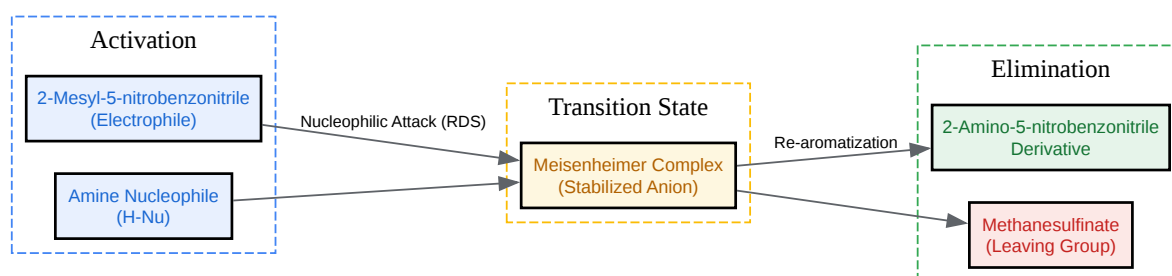 Activation
2-Mesyl-5-nitrobenzonitrile
(Electrophile)
Amine Nucleophile
(H-Nu)
Nucleophilic Attack (RDS)
Transition State
Meisenheimer Complex
(Stabilized Anion)
Re-aromatization
Elimination
2-Amino-5-nitrobenzonitrile
Derivative
Methanesulfinate
(Leaving Group)